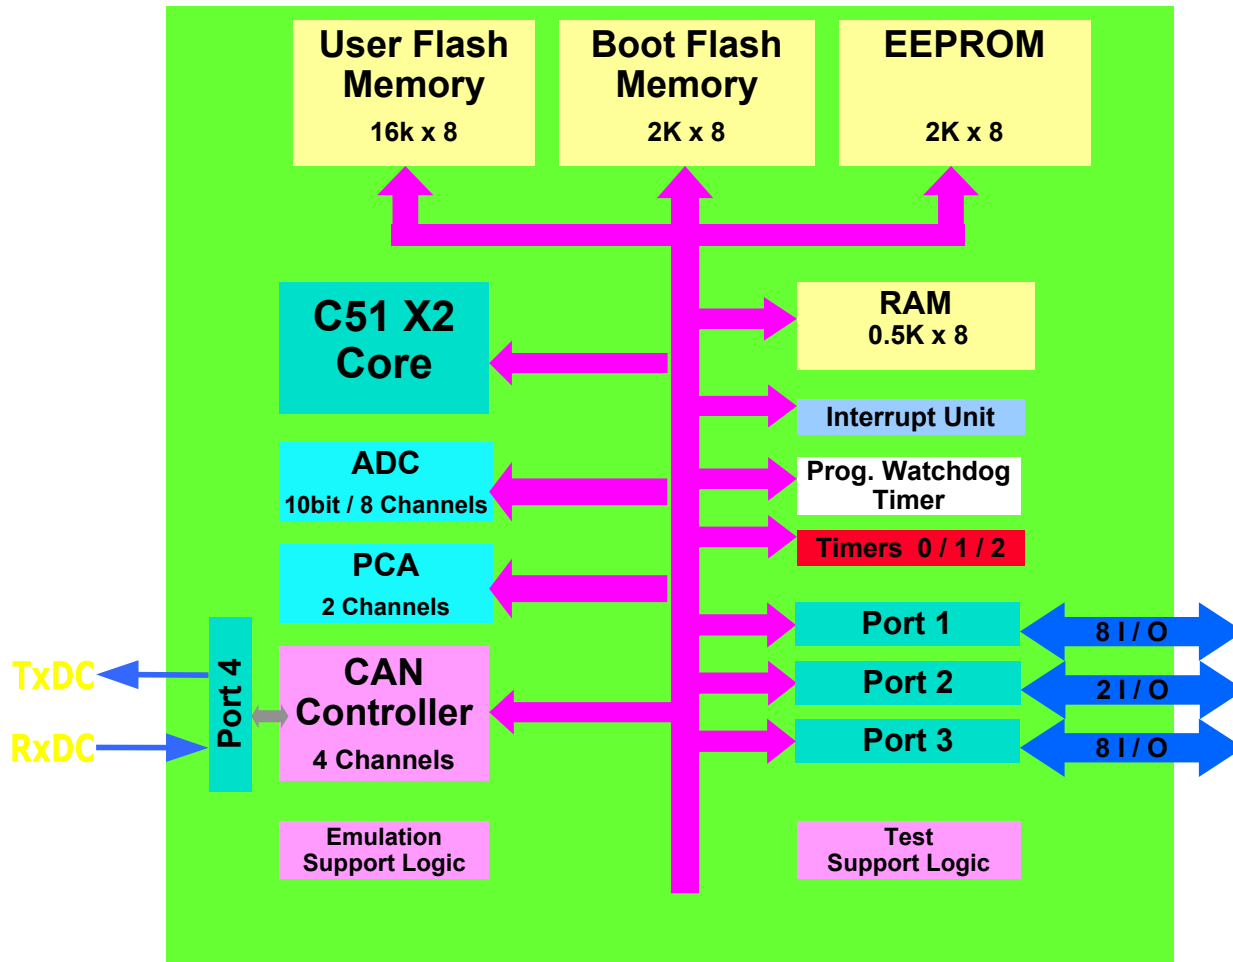 User Flash
Memory
16k x 8
Boot Flash
Memory
2K x 8
EEPROM
2K x 8
C51 X2
Core
RAM
0.5K x 8
Interrupt Unit
ADC
10bit / 8 Channels
Prog. Watchdog
Timer
Timers 0 / 1 / 2
PCA
2 Channels
Port 1
8 I / O
TxDC
RxDC
Port 4
CAN
Controller
4 Channels
Port 2
2 I / O
Port 3
8 I / O
Emulation
Support Logic
Test
Support Logic